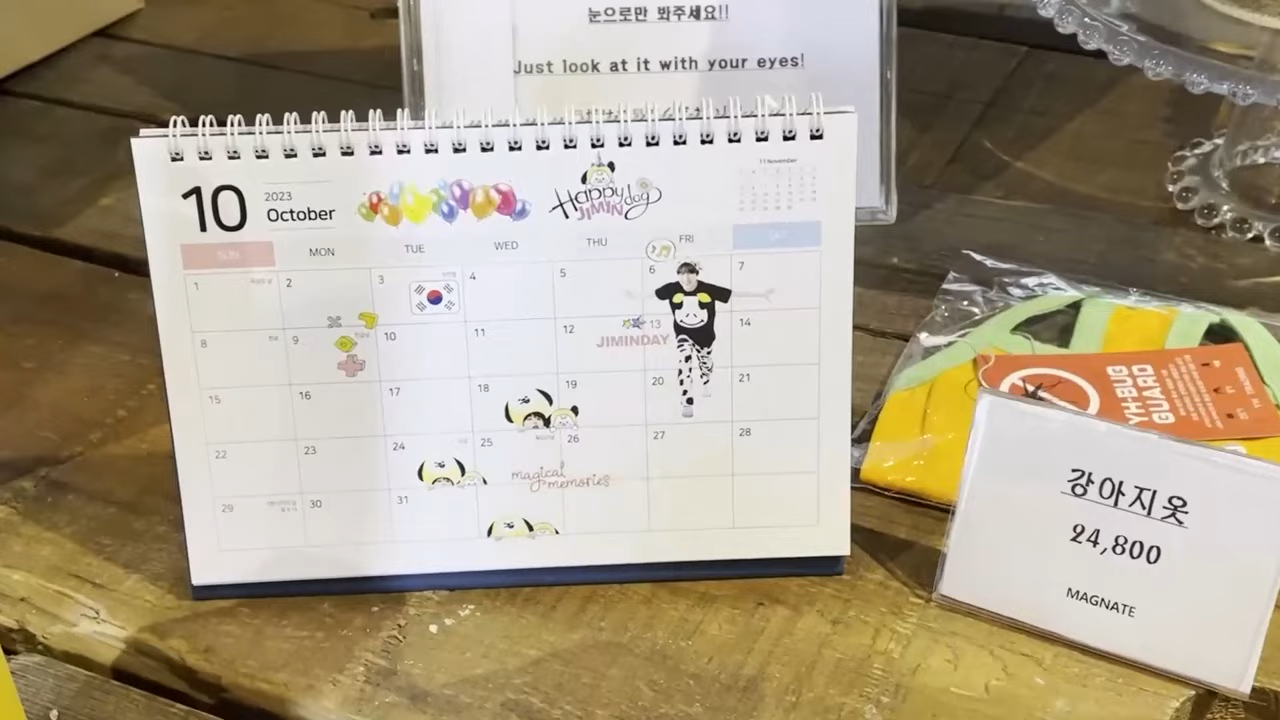 눈으로만 봐주세요!!
Just look at it with your eyes!
10
2023
October
Happy day
JIMIN
11 November
SUN MON TUE WED THU FRI SAT
1 2 3 4 5 6 7
8 9 10 11 12 13 14
JIMINDAY
15 16 17 18 19 20 21
22 23 24 25 26 27 28
magical
memories
29 30 31
YH-BUG
GUARD
강아지옷
24,800
MAGNATE